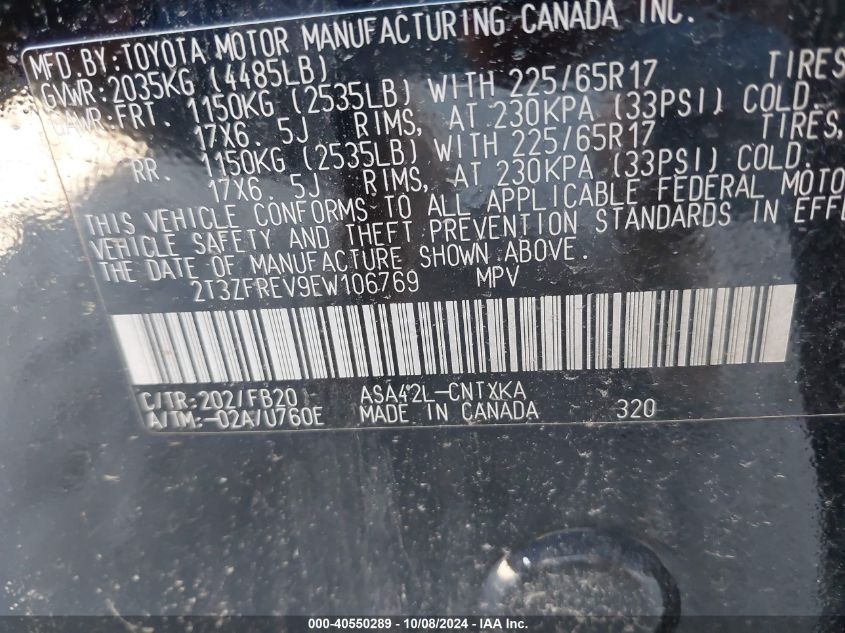 MFD.BY:TOYOTA MOTOR MANUFACTURING CANADA INC.
GVWR:2035KG (4485LB)
GAWR:FRT. 1150KG (2535LB) WITH 225/65R17 TIRES
17X6. 5J RIMS, AT 230KPA (33PSI) COLD.
RR. 1150KG (2535LB) WITH 225/65R17 TIRES,
17X6. 5J RIMS, AT 230KPA (33PSI) COLD.
THIS VEHICLE CONFORMS TO ALL APPLICABLE FEDERAL MOTO
VEHICLE SAFETY AND THEFT PREVENTION STANDARDS IN EFFE
THE DATE OF MANUFACTURE SHOWN ABOVE.
2T3ZFREV9EW106769 MPV
C/TR:202/FB20 ASA42L-CNTXKA
A/TM:-02A/U760E MADE IN CANADA 320
000-40550289 - 10/08/2024 - IAA Inc.